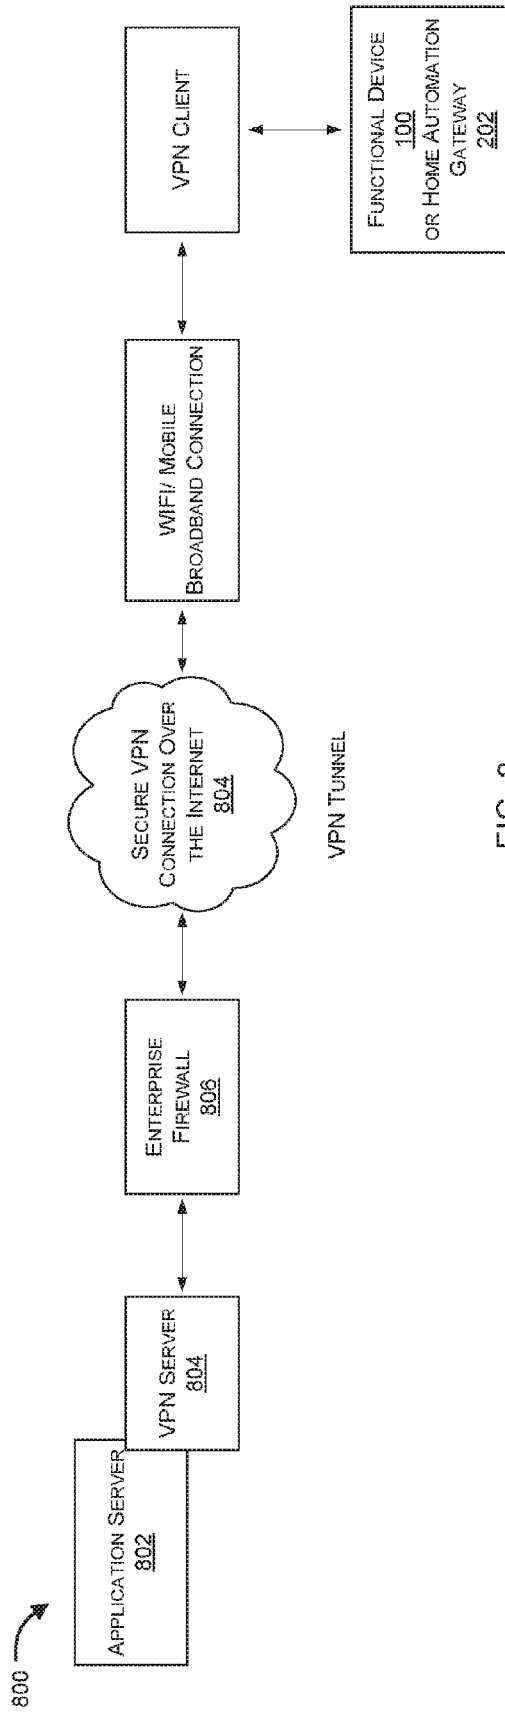 800
APPLICATION SERVER
802
VPN SERVER
804
ENTERPRISE
FIREWALL
806
SECURE VPN
CONNECTION OVER
THE INTERNET
804
VPN TUNNEL
WIFI/ MOBILE
BROADBAND CONNECTION
VPN CLIENT
FUNCTIONAL DEVICE
100
OR HOME AUTOMATION
GATEWAY
202